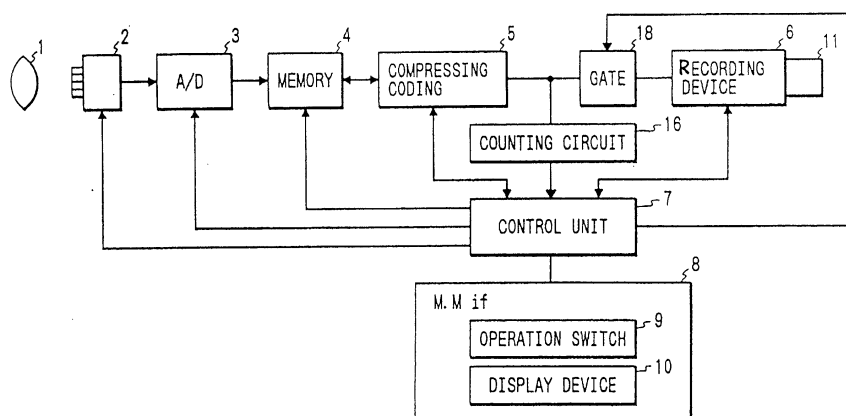 1
2
3
4
5
18
6
11
A/D
MEMORY
COMPRESSING
CODING
GATE
Recording
DEVICE
16
COUNTING CIRCUIT
7
CONTROL UNIT
8
M.M if
9
OPERATION SWITCH
10
DISPLAY DEVICE